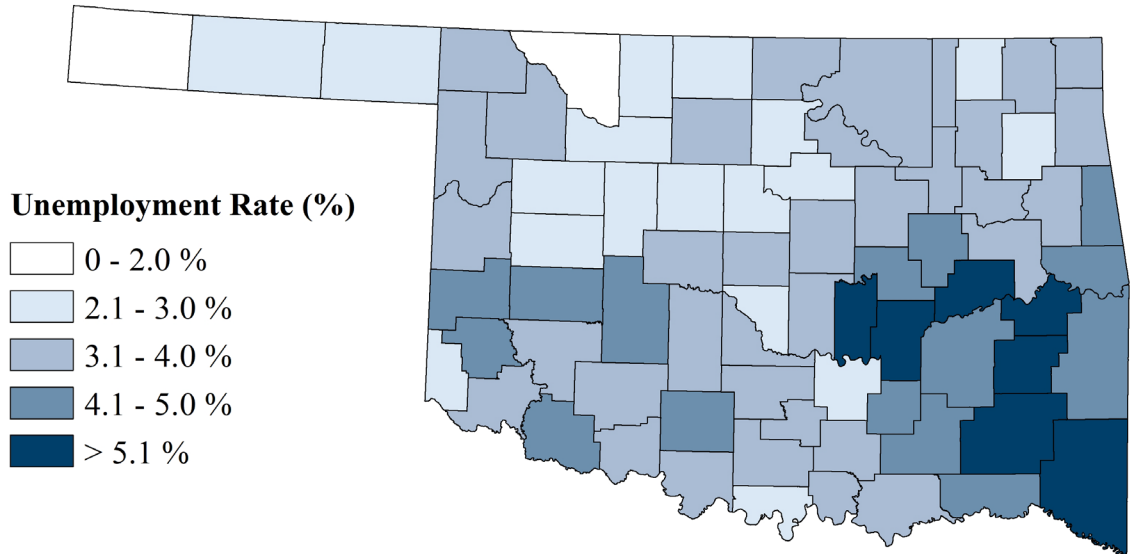 Unemployment Rate (%)
0 - 2.0 %
2.1 - 3.0 %
3.1 - 4.0 %
4.1 - 5.0 %
> 5.1 %